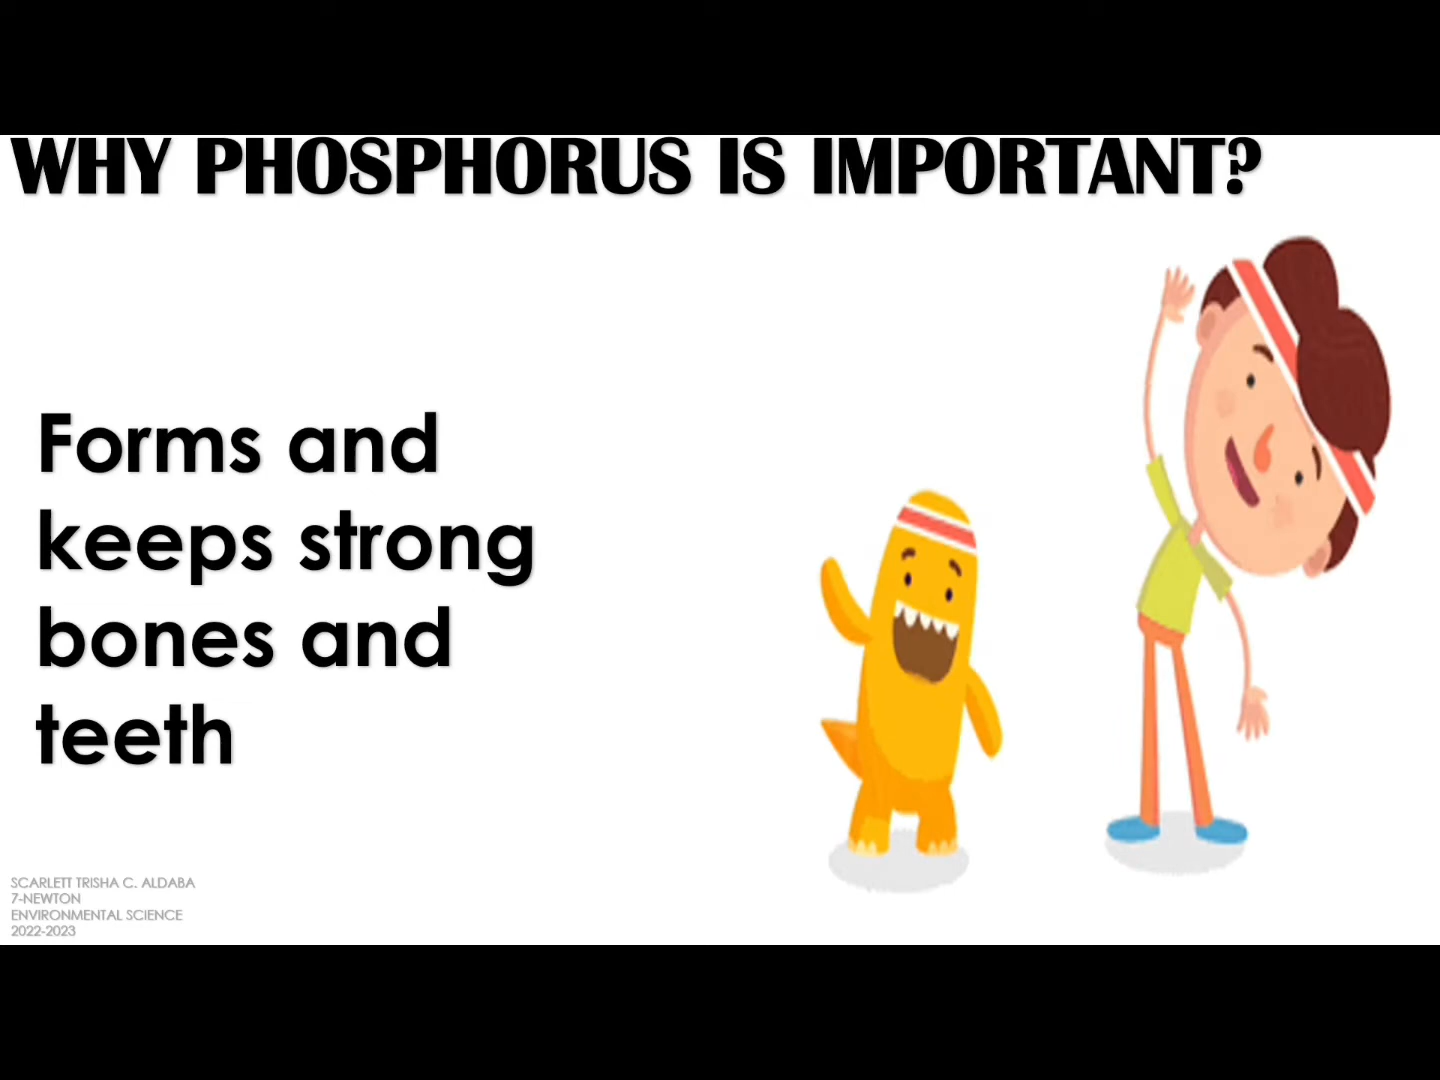 WHY PHOSPHORUS IS IMPORTANT?
Forms and
keeps strong
bones and
teeth
SCARLETT TRISHA C. ALDABA
7-NEWTON
ENVIRONMENTAL SCIENCE
2022-2023